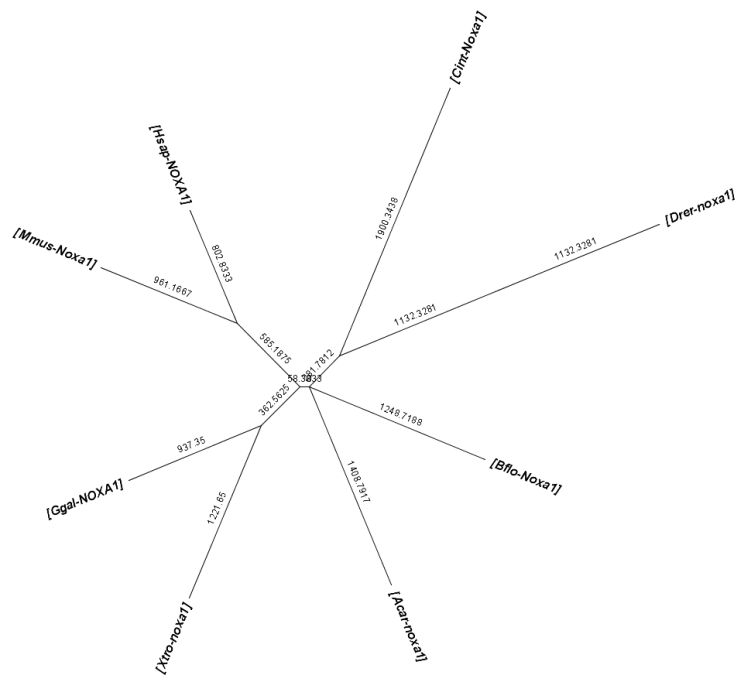 [Cint-Noxa1]
[Hsap-NOXA1]
[Drer-noxa1]
[Mmus-Noxa1]
1900.3438
802.8333
1132.3281
961.1667
1132.3281
585.1875
362.5625
937.35
1248.7188
[Bflo-Noxa1]
1408.7917
[Ggal-NOXA1]
1221.65
[Xtro-noxa1]
[Acar-noxa1]